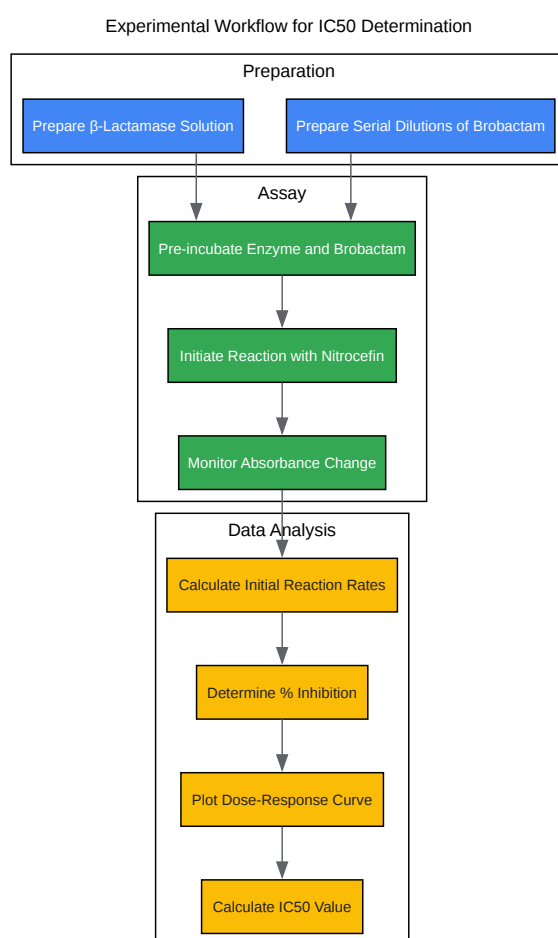 Experimental Workflow for IC50 Determination
Preparation
Prepare β-Lactamase Solution
Prepare Serial Dilutions of Brobactam
Assay
Pre-incubate Enzyme and Brobactam
Initiate Reaction with Nitrocefin
Monitor Absorbance Change
Data Analysis
Calculate Initial Reaction Rates
Determine % Inhibition
Plot Dose-Response Curve
Calculate IC50 Value